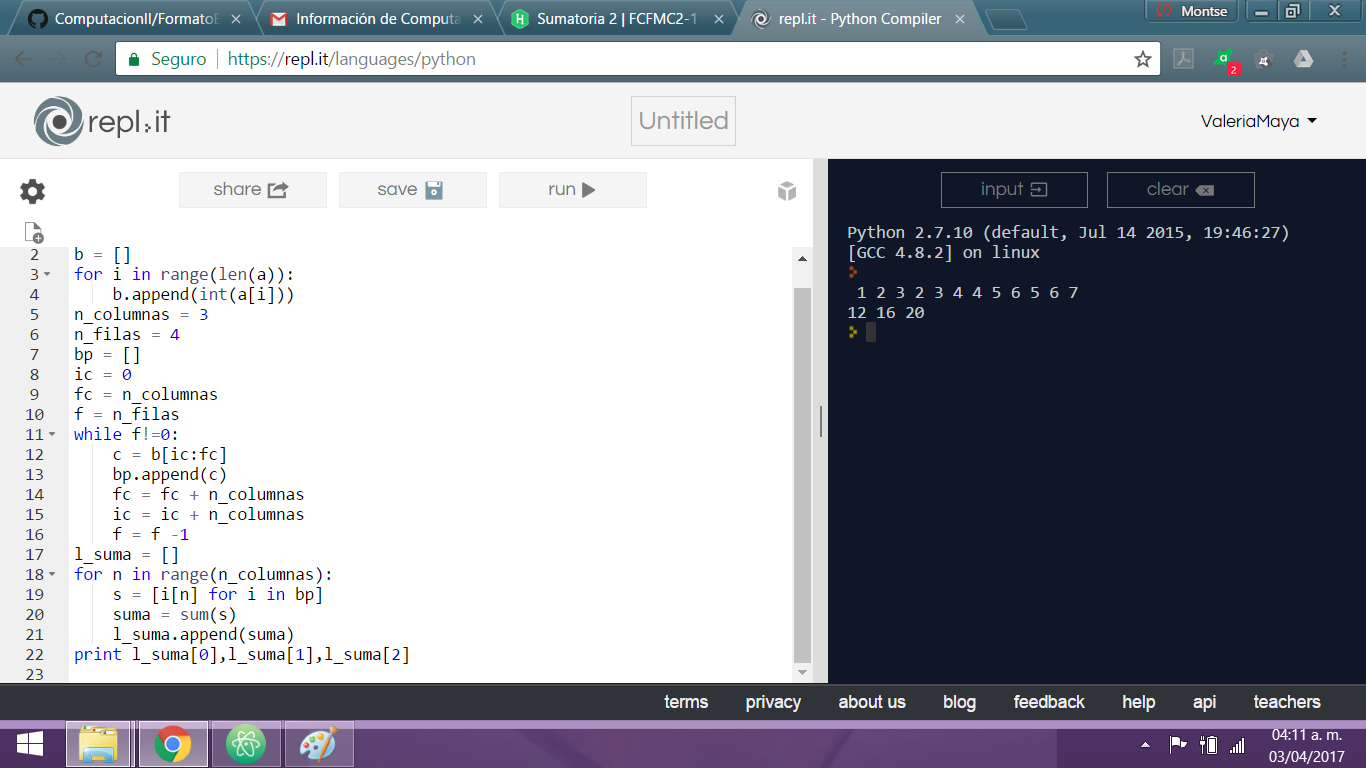 ComputacionII/Formato
Información de Computa
Sumatoria 2 | FCFMC2-1
repl.it - Python Compiler
Montse
Seguro
https://repl.it/languages/python
a
2
repl.it
Untitled
ValeriaMaya
share
save
run
input
clear
2 b = []
3 for i in range(len(a)):
4 b.append(int(a[i]))
5 n_columnas = 3
6 n_filas = 4
7 bp = []
8 ic = 0
9 fc = n_columnas
10 f = n_filas
11 while f!=0:
12 c = b[ic:fc]
13 bp.append(c)
14 fc = fc + n_columnas
15 ic = ic + n_columnas
16 f = f -1
17 l_suma = []
18 for n in range(n_columnas):
19 s = [i[n] for i in bp]
20 suma = sum(s)
21 l_suma.append(suma)
22 print l_suma[0],l_suma[1],l_suma[2]
23
Python 2.7.10 (default, Jul 14 2015, 19:46:27)
[GCC 4.8.2] on linux
1 2 3 2 3 4 4 5 6 5 6 7
12 16 20
terms privacy about us blog feedback help api teachers
04:11 a. m.
03/04/2017